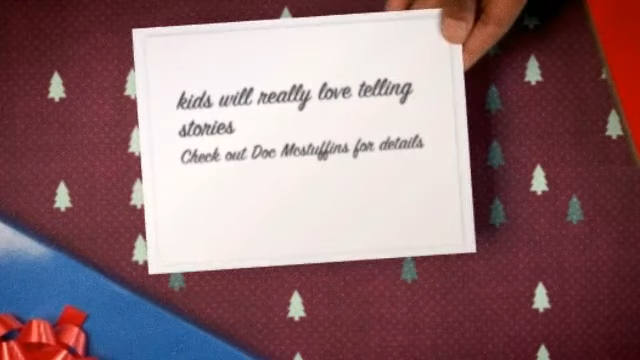 kids will really love telling
stories
Check out Doc Mcstuffins for details